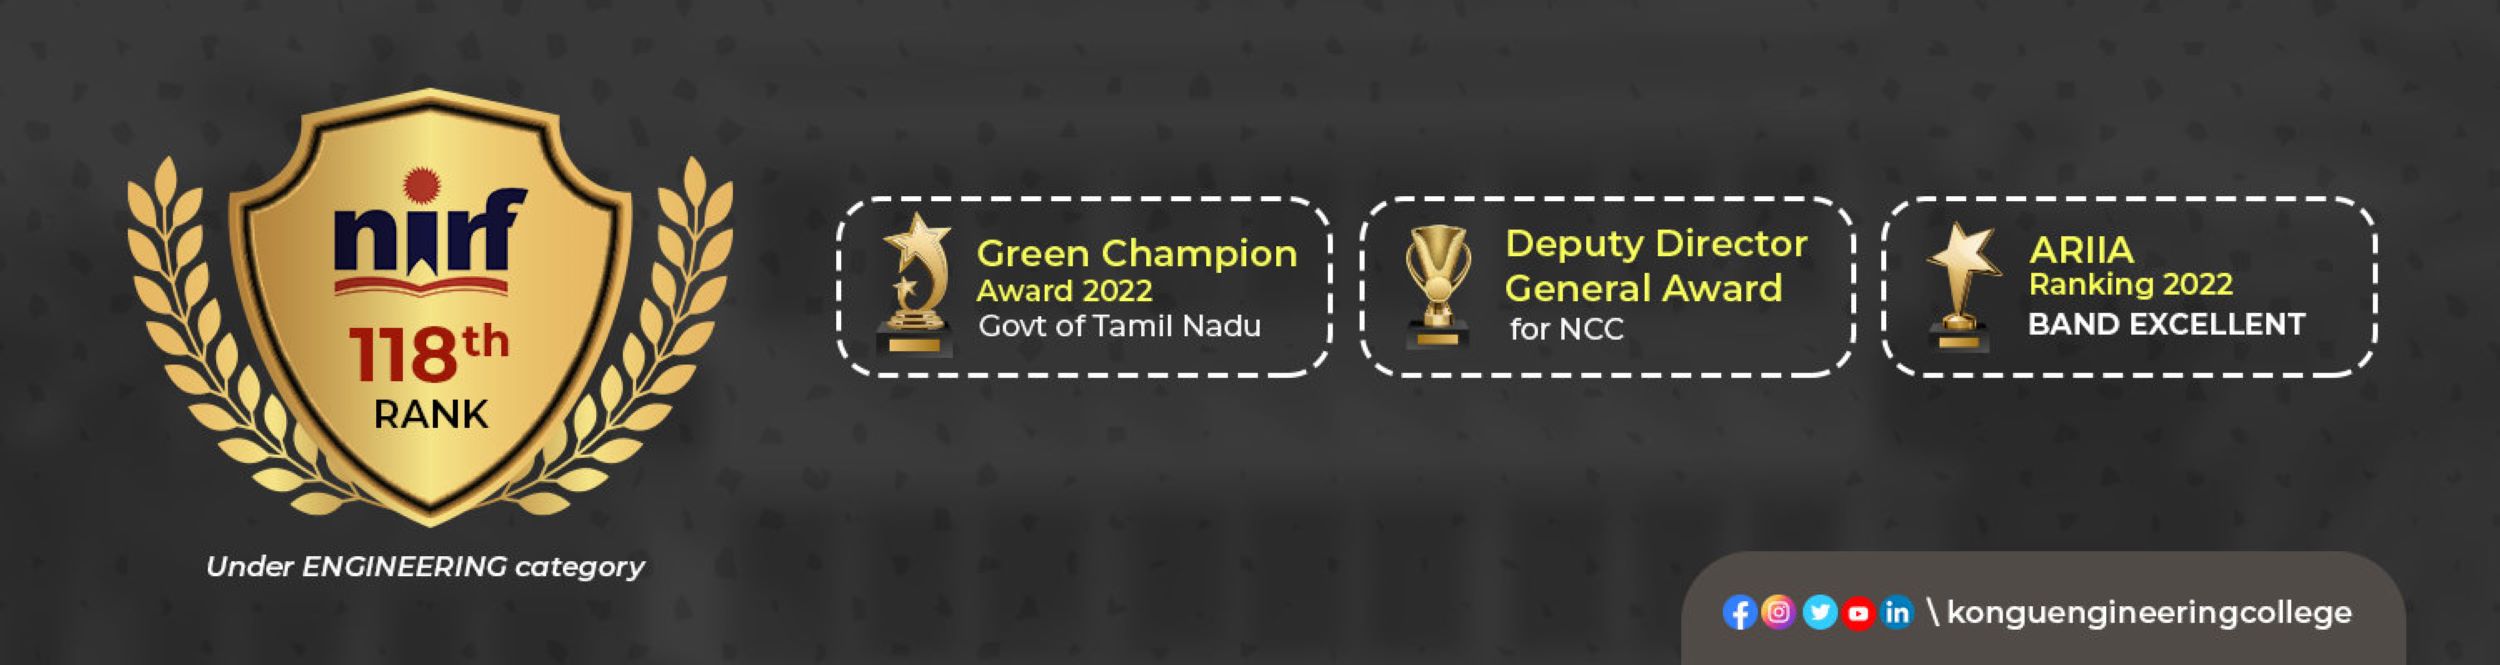 nirf
118th
RANK
Under ENGINEERING category
Green Champion
Award 2022
Govt of Tamil Nadu
Deputy Director
General Award
for NCC
ARIIA
Ranking 2022
BAND EXCELLENT
\ konguengineeringcollege